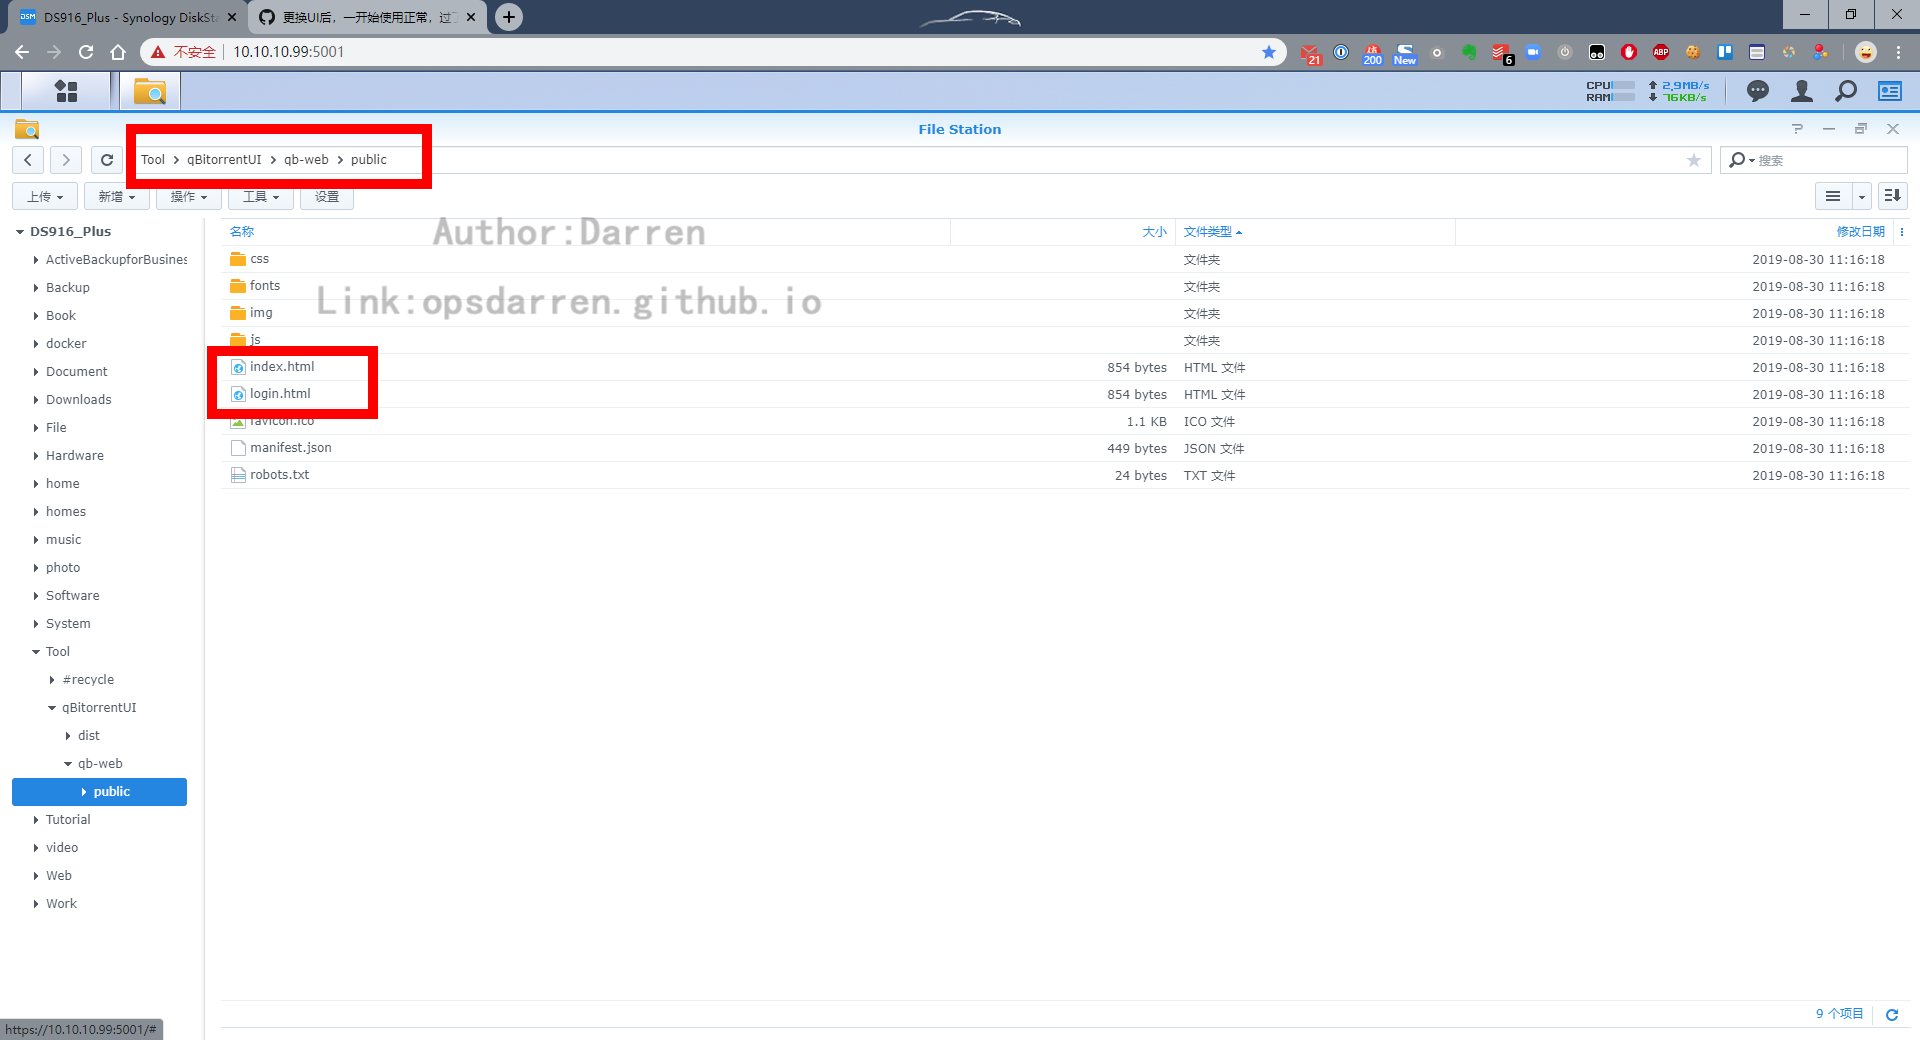 DS916_Plus - Synology DiskSt
更换UI后，一开始使用正常，过了
不安全 10.10.10.99:5001
21 200 New 6 ABP
CPU 2,9MB/s
RAM 76KB/s
File Station
Tool qBitorrentUI qb-web public
搜索
上传 新增 操作 工具 设置
Author:Darren
Link:opsdarren.github.io
名称 大小 文件类型 修改日期
css 文件夹 2019-08-30 11:16:18
fonts 文件夹 2019-08-30 11:16:18
img 文件夹 2019-08-30 11:16:18
js 文件夹 2019-08-30 11:16:18
index.html 854 bytes HTML 文件 2019-08-30 11:16:18
login.html 854 bytes HTML 文件 2019-08-30 11:16:18
favicon.ico 1.1 KB ICO 文件 2019-08-30 11:16:18
manifest.json 449 bytes JSON 文件 2019-08-30 11:16:18
robots.txt 24 bytes TXT 文件 2019-08-30 11:16:18
DS916_Plus
ActiveBackupforBusines
Backup
Book
docker
Document
Downloads
File
Hardware
home
homes
music
photo
Software
System
Tool
#recycle
qBitorrentUI
dist
qb-web
public
Tutorial
video
Web
Work
9 个项目
https://10.10.10.99:5001/#